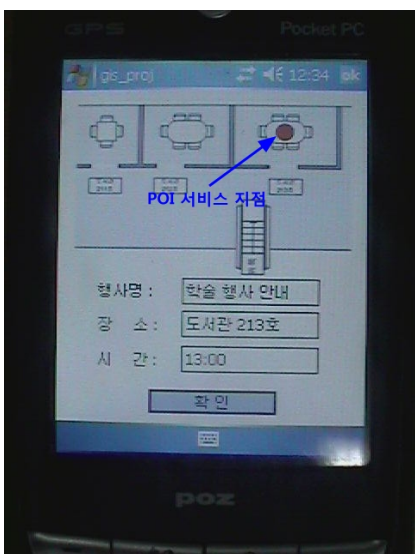 GPS Pocket PC
gis_proj 12:34 ok
POI 서비스 지점
행사명 : 학술 행사 안내
장 소 : 도서관 213호
시 간 : 13:00
확 인
poz